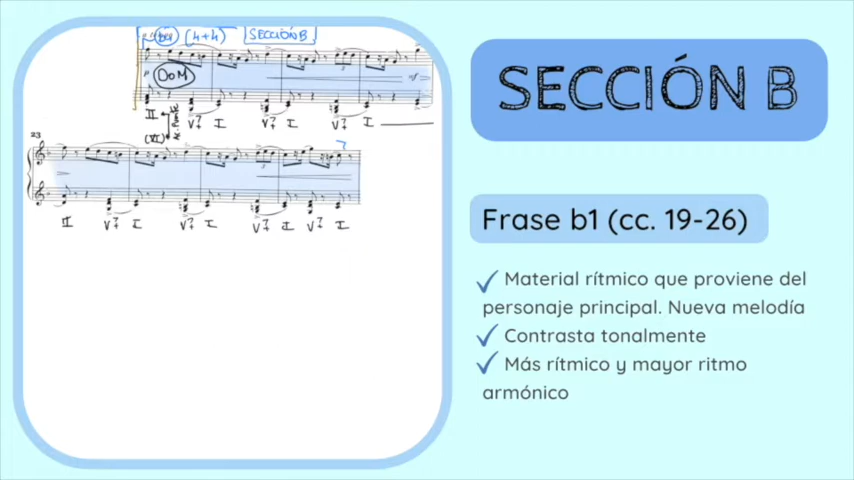 b1 (4+4) SECCIÓN B
DoM
II V7 I V7 I V7 I
(VI)
23
II V7 I V7 I V7 I V7 I
SECCIÓN B
Frase b1 (cc. 19-26)
✓ Material rítmico que proviene del
personaje principal. Nueva melodía
✓ Contrasta tonalmente
✓ Más rítmico y mayor ritmo
armónico